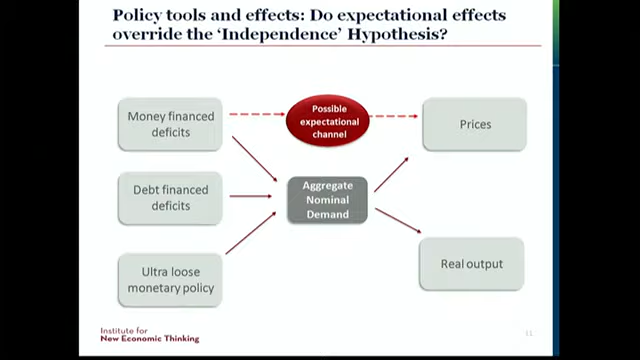 Policy tools and effects: Do expectational effects
override the ‘Independence’ Hypothesis?
Money financed
deficits
Possible
expectational
channel
Prices
Debt financed
deficits
Aggregate
Nominal
Demand
Ultra loose
monetary policy
Real output
Institute for
New Economic Thinking
11